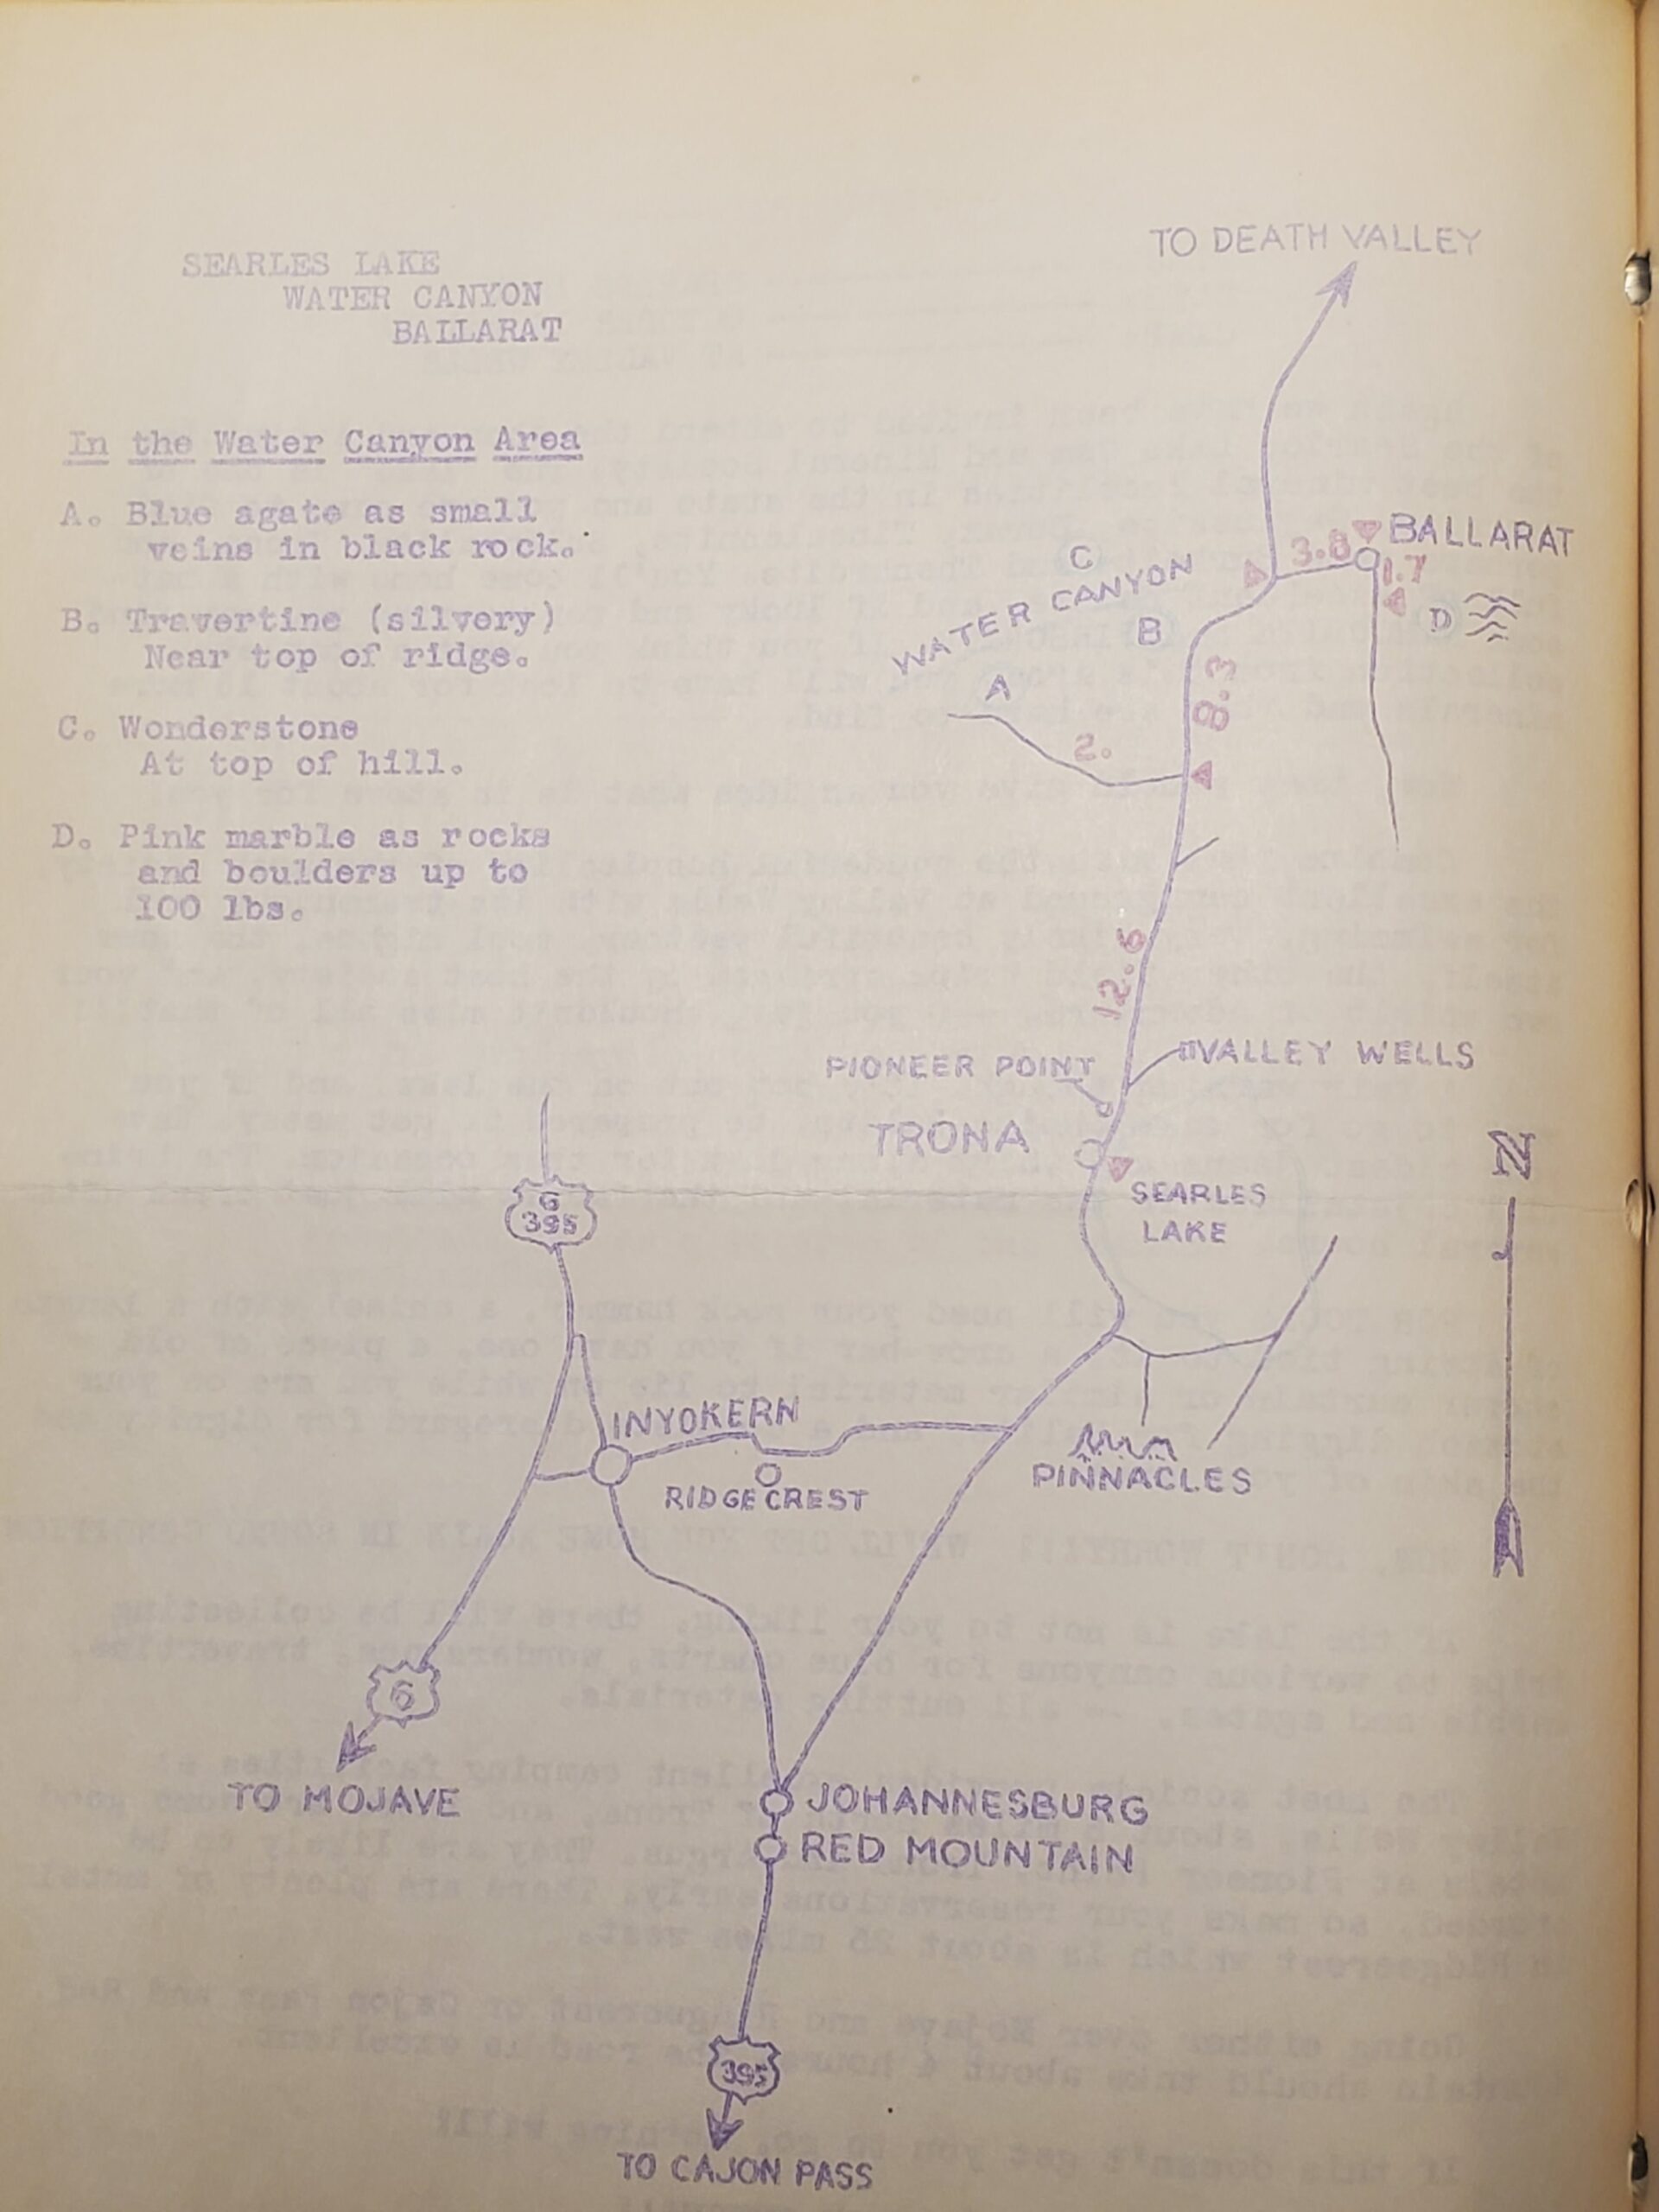 SEARLES LAKE
WATER CANYON
BALLARAT
In the Water Canyon Area
A. Blue agate as small
veins in black rock.
B. Travertine (silvery)
Near top of ridge.
C. Wonderstone
At top of hill.
D. Pink marble as rocks
and boulders up to
100 lbs.
TO DEATH VALLEY
BALLARAT
3.8
1.7
D
C
WATER CANYON
B
A
8.3
2.
12.6
PIONEER POINT
VALLEY WELLS
TRONA
SEARLES
LAKE
N
6
395
INYOKERN
RIDGECREST
PINNACLES
6
TO MOJAVE
JOHANNESBURG
RED MOUNTAIN
395
TO CAJON PASS